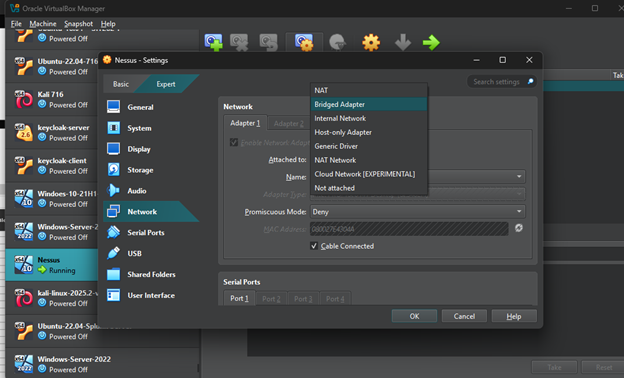 Oracle VirtualBox Manager
File Machine Snapshot Help
Powered Off
Ubuntu-22.04-716
Powered Off
Kali 716
Powered Off
keycloak-server
Powered Off
keycloak-client
Powered Off
Windoes-10-21H1
Powered Off
Windows-Server-2
Powered Off
Nessus
Running
kali-linux-2025.2-v
Powered Off
Ubuntu-22.04-Splu
Powered Off
Windows-Server-2022
Powered Off
Tak
Nessus - Settings
Basic Expert
Search settings
General
System
Display
Storage
Audio
Network
Serial Ports
USB
Shared Folders
User Interface
Network
Adapter 1 Adapter 2
Enable Network Adap
Attached to:
NAT
Bridged Adapter
Internal Network
Host-only Adapter
Generic Driver
NAT Network
Cloud Network [EXPERIMENTAL]
Not attached
Name:
Adapter Type:
Promiscuous Mode: Deny
MAC Address: 080027E4304A
Cable Connected
Serial Ports
Port 1 Port 2 Port 3 Port 4
OK Cancel Help
Take Reset